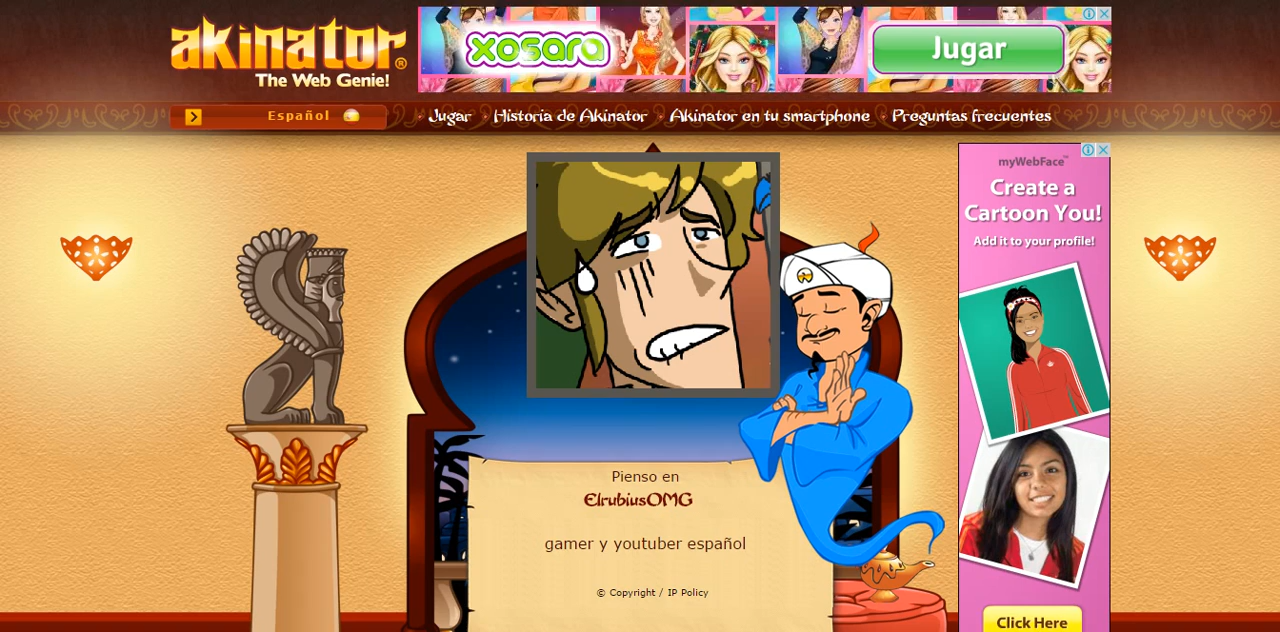 akinator®
The Web Genie!
xosara
Jugar
Español
Jugar
Historia de Akinator
Akinator en tu smartphone
Preguntas frecuentes
myWebFace™
Create a
Cartoon You!
Add it to your profile!
Pienso en
ElrubiusOMG
gamer y youtuber español
© Copyright / IP Policy
Click Here